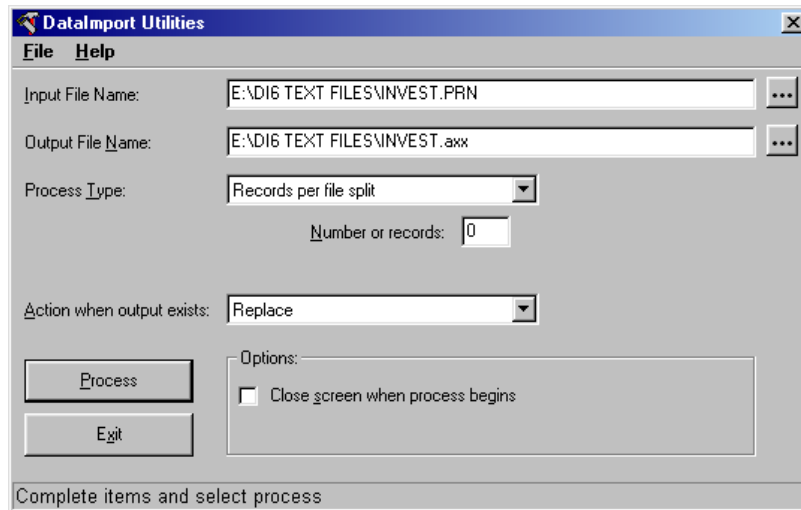 DataImport Utilities
File Help
Input File Name: E:\DI6 TEXT FILES\INVEST.PRN ...
Output File Name: E:\DI6 TEXT FILES\INVEST.axx ...
Process Type: Records per file split
Number or records: 0
Action when output exists: Replace
Options:
Process
Close screen when process begins
Exit
Complete items and select process